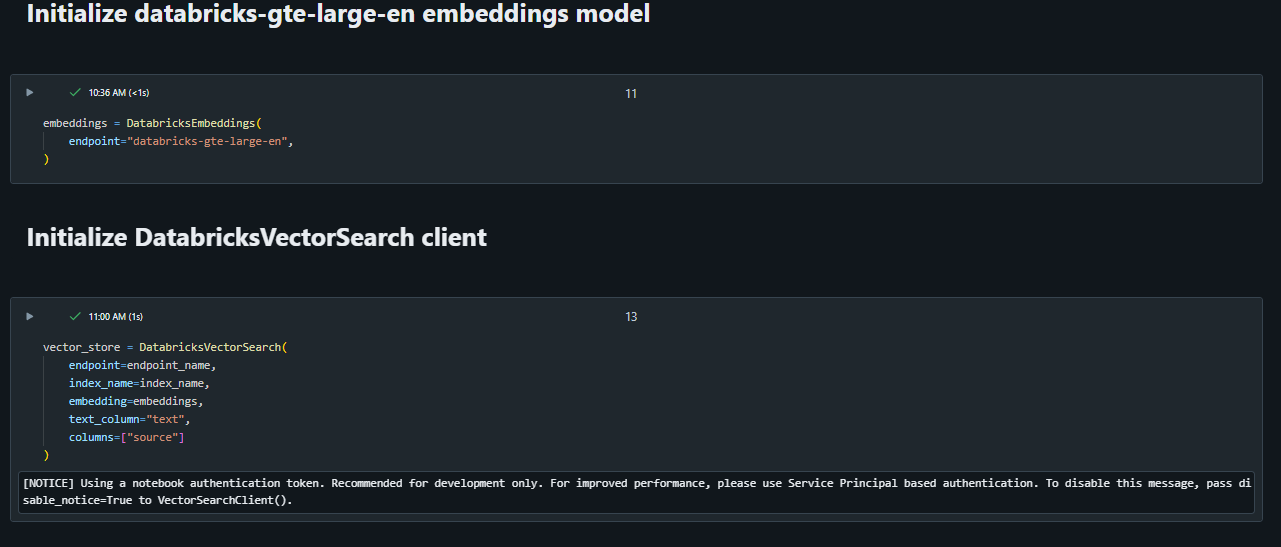 Initialize databricks-gte-large-en embeddings model
10:36 AM (<1s)
11
embeddings = DatabricksEmbeddings(
endpoint="databricks-gte-large-en",
)
Initialize DatabricksVectorSearch client
11:00 AM (1s)
13
vector_store = DatabricksVectorSearch(
endpoint=endpoint_name,
index_name=index_name,
embedding=embeddings,
text_column="text",
columns=["source"]
)
[NOTICE] Using a notebook authentication token. Recommended for development only. For improved performance, please use Service Principal based authentication. To disable this message, pass di
sable_notice=True to VectorSearchClient().